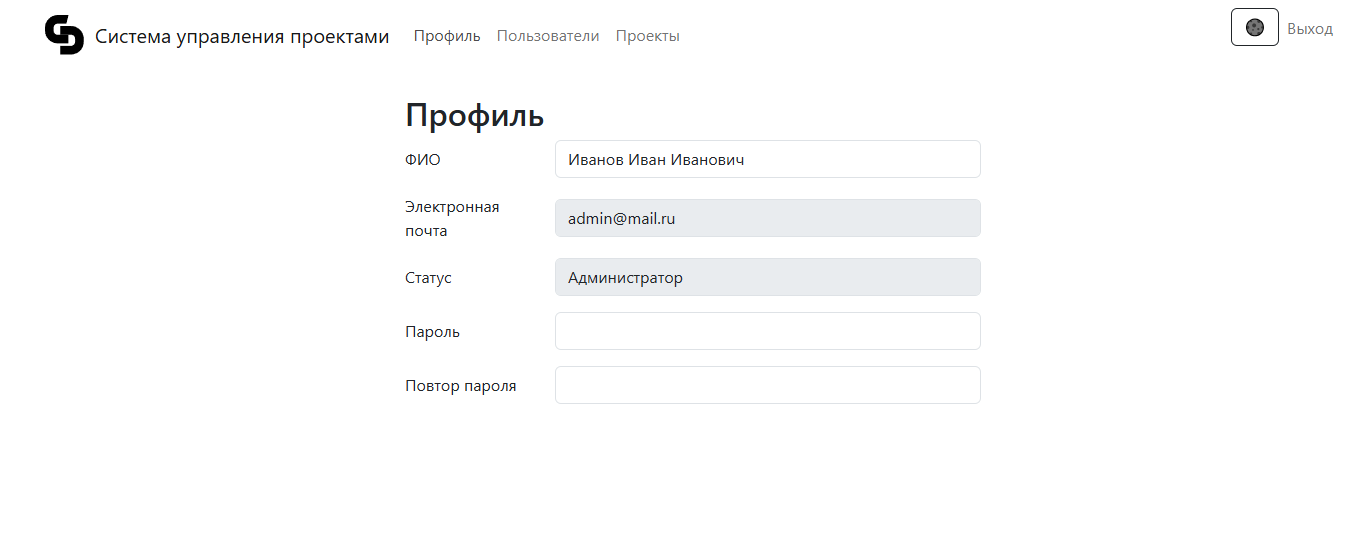 Система управления проектами Профиль Пользователи Проекты Выход
Профиль
ФИО Иванов Иван Иванович
Электронная
почта admin@mail.ru
Статус Администратор
Пароль
Повтор пароля